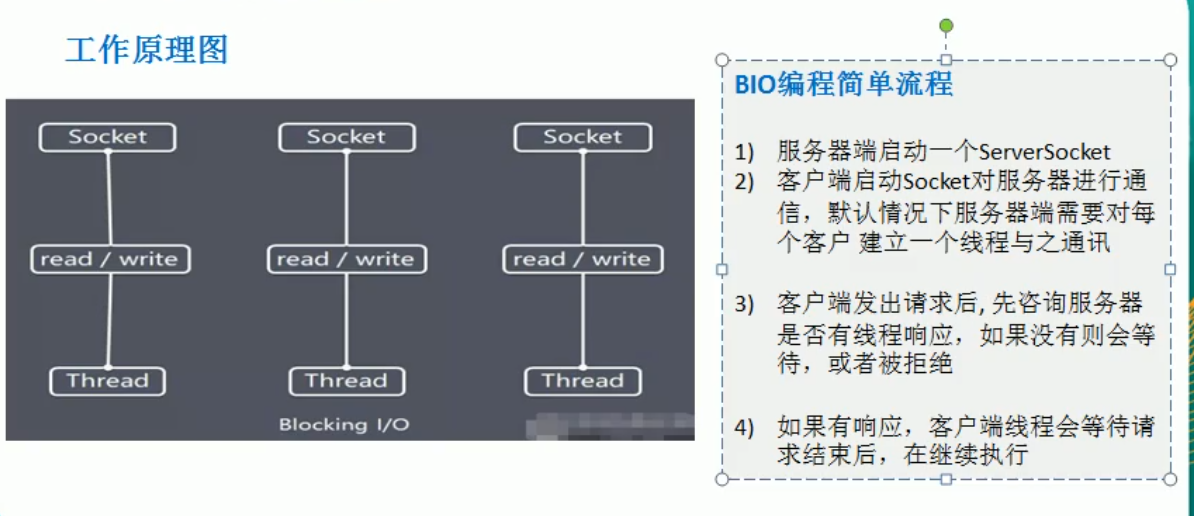 工作原理图
Socket
Socket
Socket
read / write
read / write
read / write
Thread
Thread
Thread
Blocking I/O
BIO编程简单流程
1) 服务器端启动一个ServerSocket
2) 客户端启动Socket对服务器进行通
信，默认情况下服务器端需要对每
个客户 建立一个线程与之通讯
3) 客户端发出请求后, 先咨询服务器
是否有线程响应，如果没有则会等
待，或者被拒绝
4) 如果有响应，客户端线程会等待请
求结束后，在继续执行